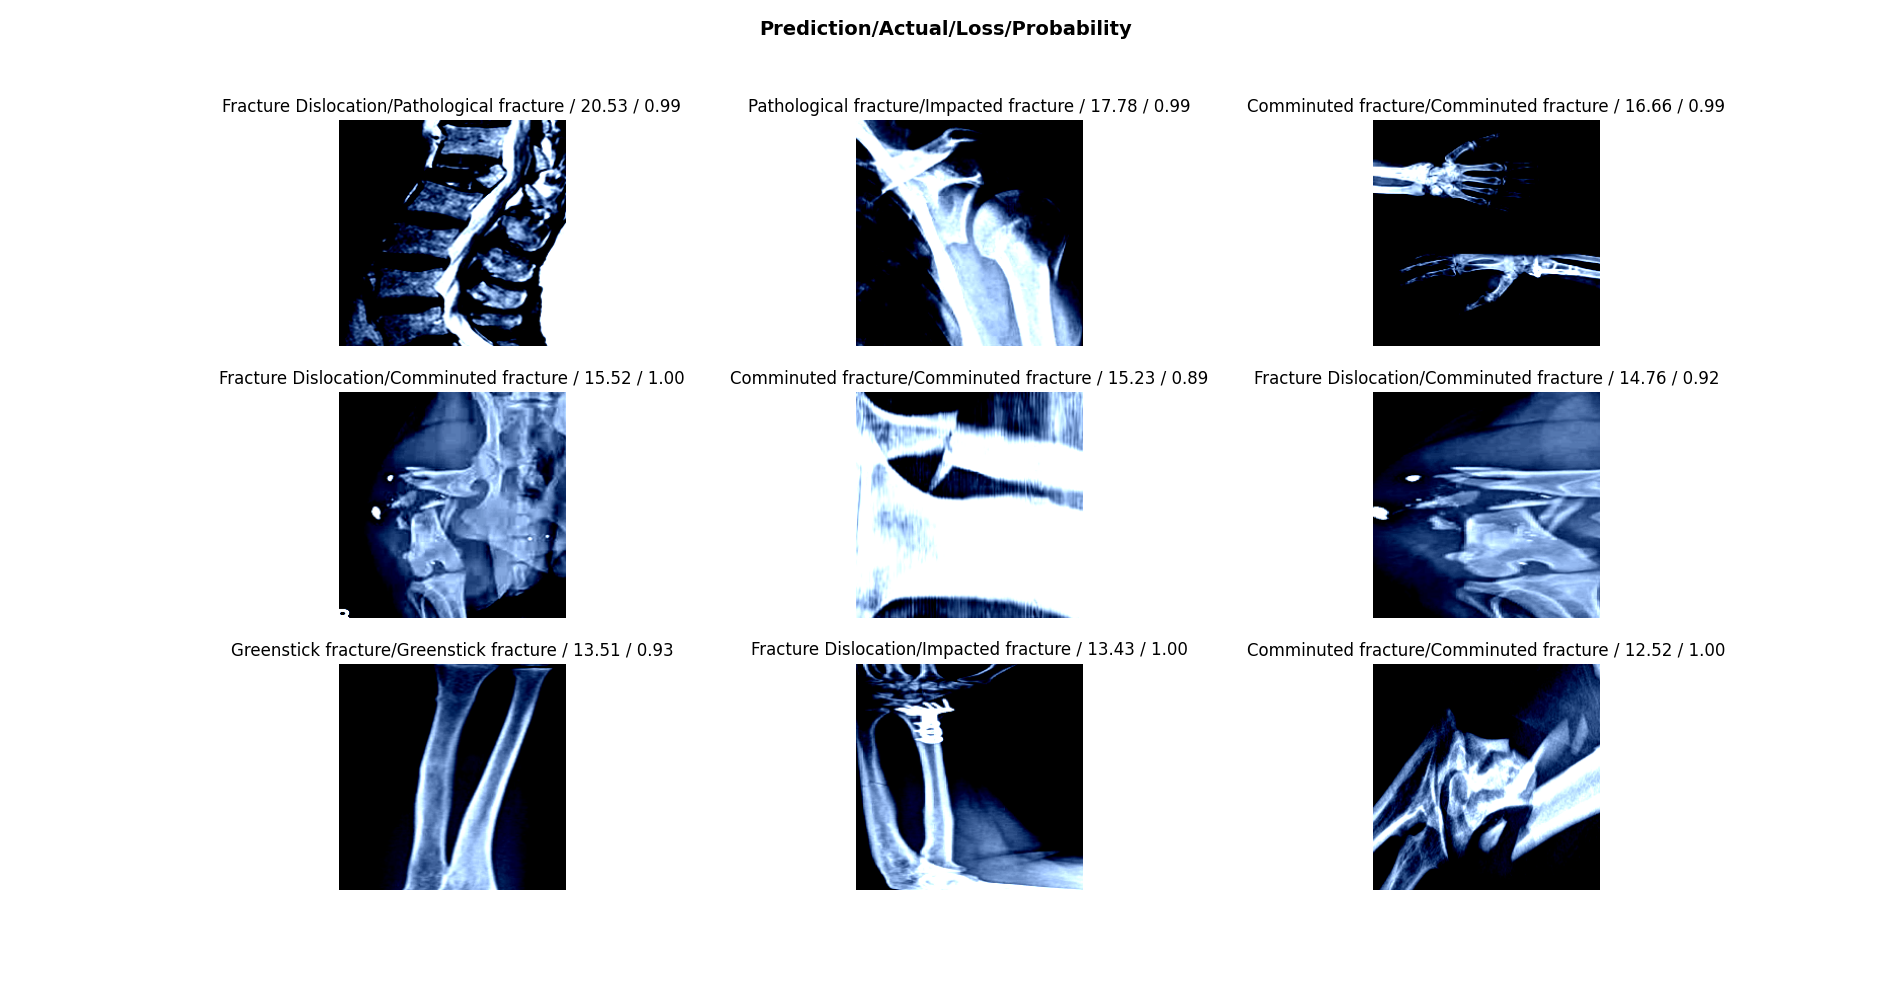 Prediction/Actual/Loss/Probability
Fracture Dislocation/Pathological fracture / 20.53 / 0.99
Pathological fracture/Impacted fracture / 17.78 / 0.99
Comminuted fracture/Comminuted fracture / 16.66 / 0.99
Fracture Dislocation/Comminuted fracture / 15.52 / 1.00
Comminuted fracture/Comminuted fracture / 15.23 / 0.89
Fracture Dislocation/Comminuted fracture / 14.76 / 0.92
Greenstick fracture/Greenstick fracture / 13.51 / 0.93
Fracture Dislocation/Impacted fracture / 13.43 / 1.00
Comminuted fracture/Comminuted fracture / 12.52 / 1.00